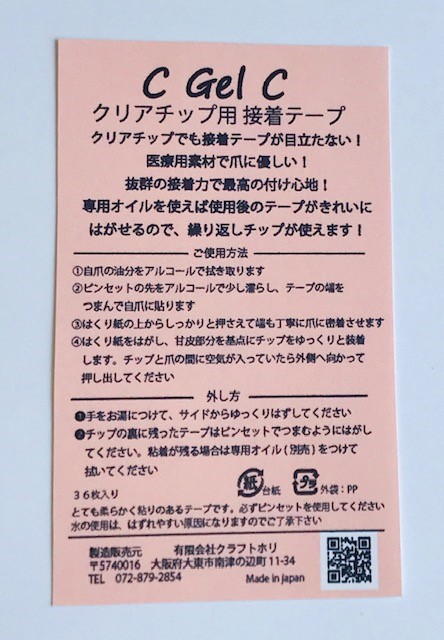 C Gel C
クリアチップ用 接着テープ
クリアチップでも接着テープが目立たない！
医療用素材で爪に優しい！
抜群の接着力で最高の付け心地！
専用オイルを使えば使用後のテープがきれいに
はがせるので、繰り返しチップが使えます！
ご使用方法
①自爪の油分をアルコールで拭き取ります
②ピンセットの先をアルコールで少し濡らし、テープの端を
つまんで自爪に貼ります
③はくり紙の上からしっかりと押さえて端も丁寧に爪に密着させます
④はくり紙をはがし、甘皮部分を基点にチップをゆっくりと装着
します。チップと爪の間に空気が入っていたら外側へ向かって
押し出してください
外し方
❶手をお湯につけて、サイドからゆっくりはずしてください
❷チップの裏に残ったテープはピンセットでつまむようにはがし
てください。粘着が残る場合は専用オイル(別売)をつけて
拭いてください
紙 台紙 プラ 外袋：PP
３６枚入り
とても柔らかく粘りのあるテープです。必ずピンセットを使用してください
水の使用は、はずれやすい原因になりますのでご了承下さい
製造販売元 有限会社クラフトホリ
〒5740016 大阪府大東市南津の辺町11-34
TEL 072-879-2854 Made in japan